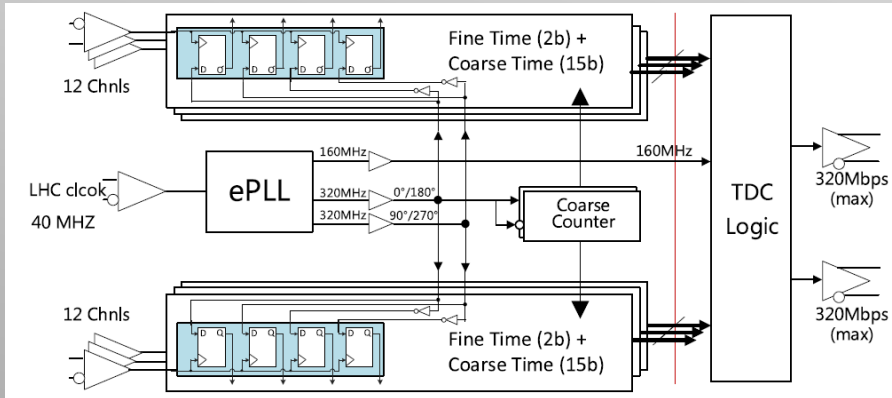 12 Chnls
D Q D Q D Q D Q
Fine Time (2b) +
Coarse Time (15b)
LHC clcok
40 MHZ
ePLL
160MHz
320MHz 0°/180°
320MHz 90°/270°
160MHz
Coarse
Counter
TDC
Logic
320Mbps
(max)
320Mbps
(max)
12 Chnls
D Q D Q D Q D Q
Fine Time (2b) +
Coarse Time (15b)